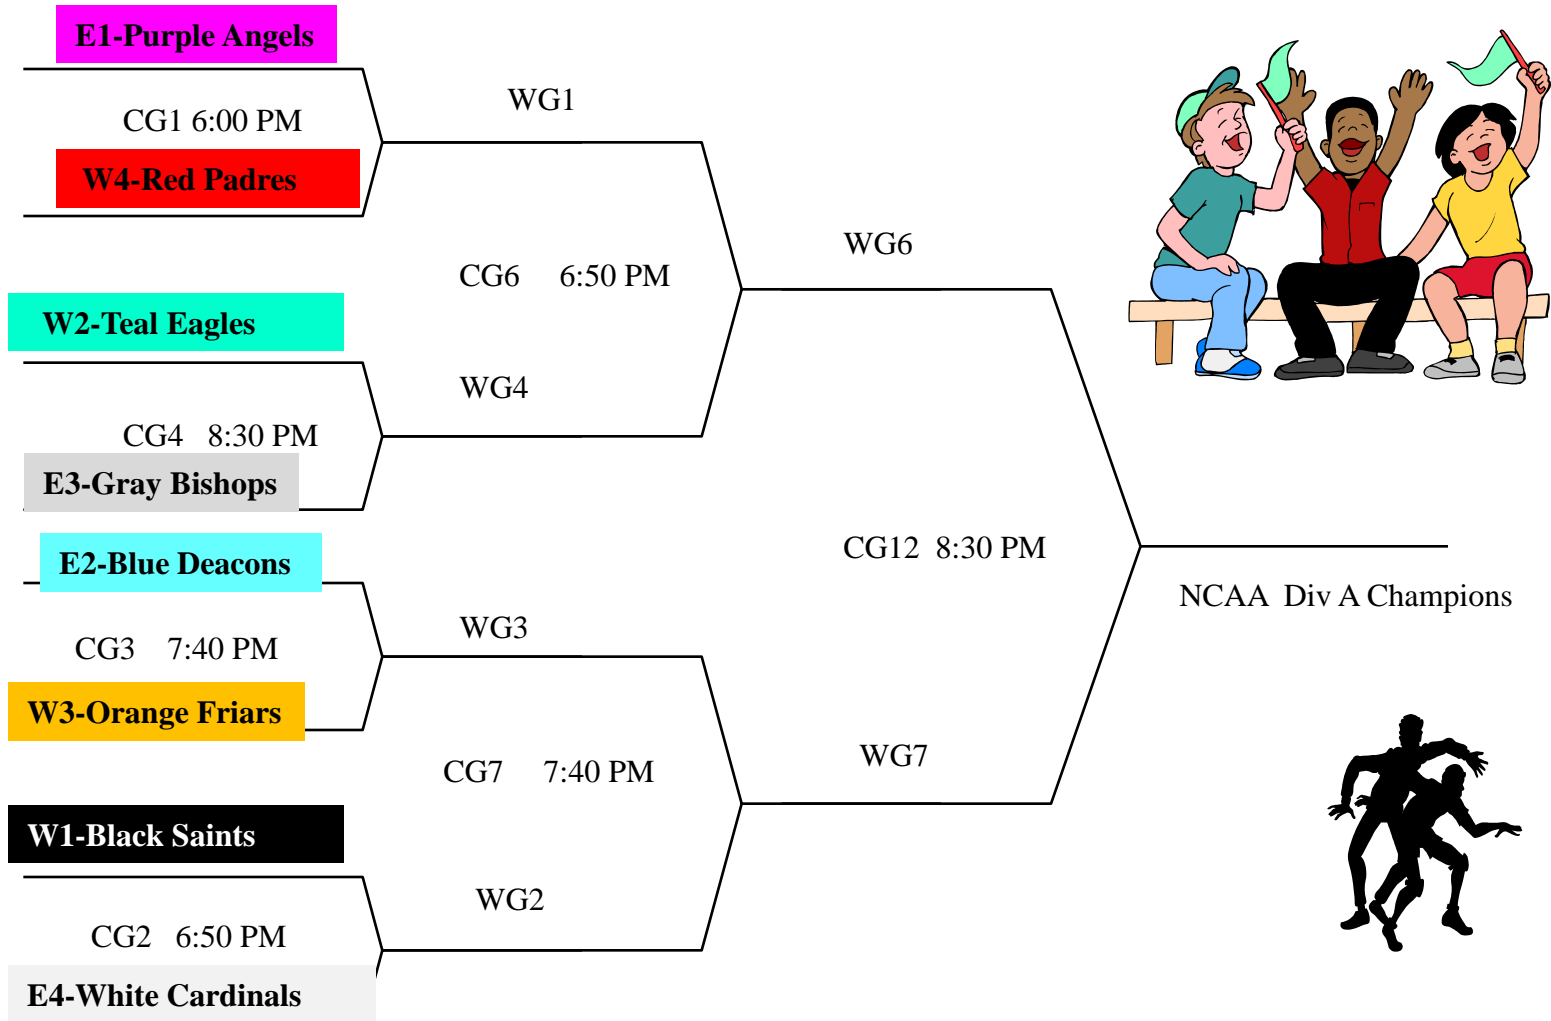 E1-Purple Angels
CG1 6:00 PM
W4-Red Padres
WG1
CG6 6:50 PM
WG6
W2-Teal Eagles
WG4
CG4 8:30 PM
E3-Gray Bishops
E2-Blue Deacons
CG12 8:30 PM
NCAA Div A Champions
WG3
CG3 7:40 PM
W3-Orange Friars
CG7 7:40 PM
WG7
W1-Black Saints
WG2
CG2 6:50 PM
E4-White Cardinals